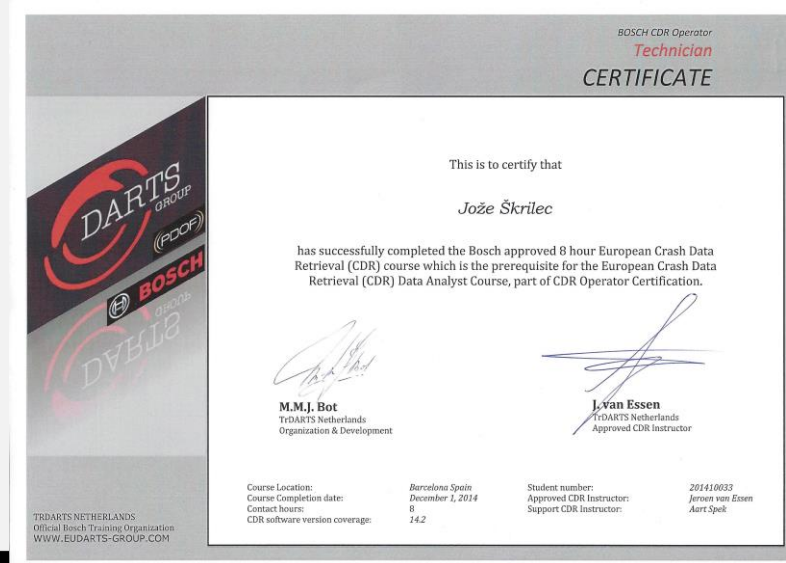 BOSCH CDR Operator
Technician
CERTIFICATE
DARTS
GROUP
(PDOF)
BOSCH
This is to certify that
Jože Škrilec
has successfully completed the Bosch approved 8 hour European Crash Data
Retrieval (CDR) course which is the prerequisite for the European Crash Data
Retrieval (CDR) Data Analyst Course, part of CDR Operator Certification.
M.M.J. Bot
TrDARTS Netherlands
Organization & Development
J. van Essen
TrDARTS Netherlands
Approved CDR Instructor
Course Location: Barcelona Spain
Course Completion date: December 1, 2014
Contact hours: 8
CDR software version coverage: 14.2
Student number: 201410033
Approved CDR Instructor: Jeroen van Essen
Support CDR Instructor: Aart Spek
TRDARTS NETHERLANDS
Official Bosch Training Organization
WWW.EUDARTS-GROUP.COM